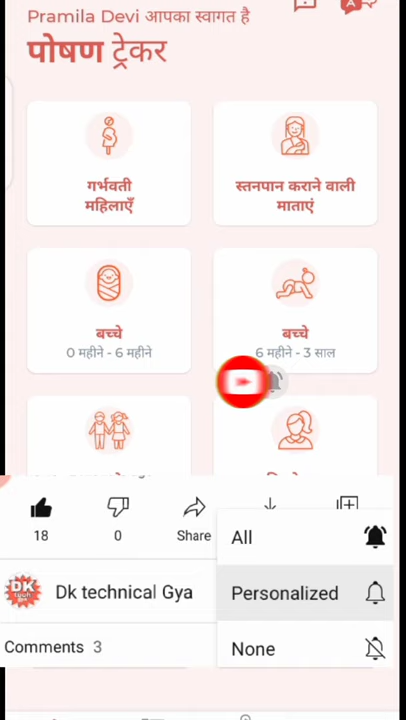 Pramila Devi आपका स्वागत है
पोषण ट्रेकर
गर्भवती
महिलाएँ
स्तनपान कराने वाली
माताएं
बच्चे
0 महीने - 6 महीने
बच्चे
6 महीने - 3 साल
18
0
Share
All
Dk technical Gya
Personalized
Comments 3
None